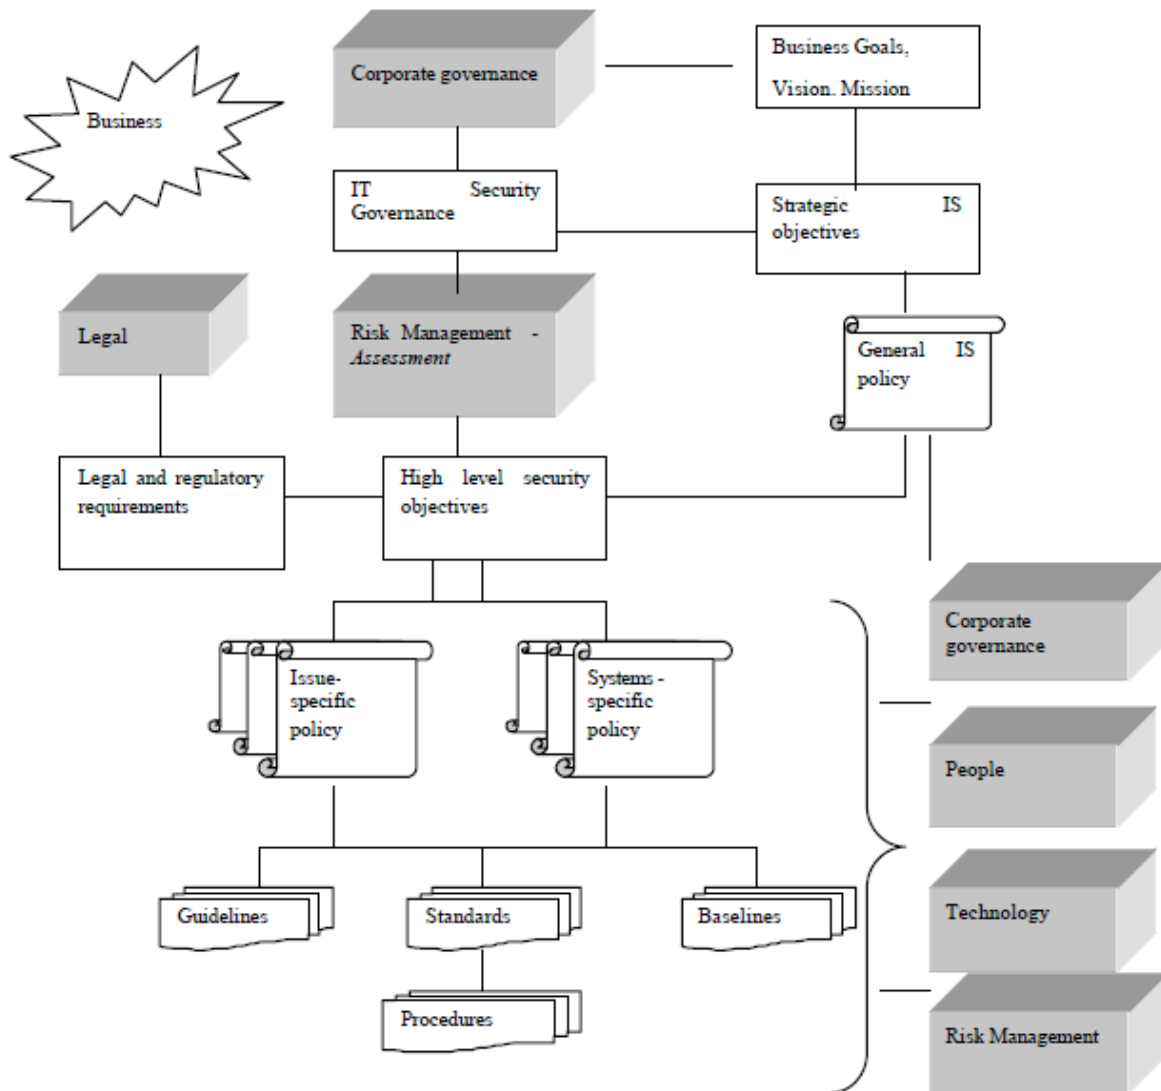 Corporate governance
Business Goals,
Vision. Mission
Business
IT Security
Governance
Strategic IS
objectives
Legal
Risk Management -
Assessment
General IS
policy
Legal and regulatory
requirements
High level security
objectives
Corporate
governance
Issue-
specific
policy
Systems -
specific
policy
People
Guidelines
Standards
Baselines
Technology
Procedures
Risk Management